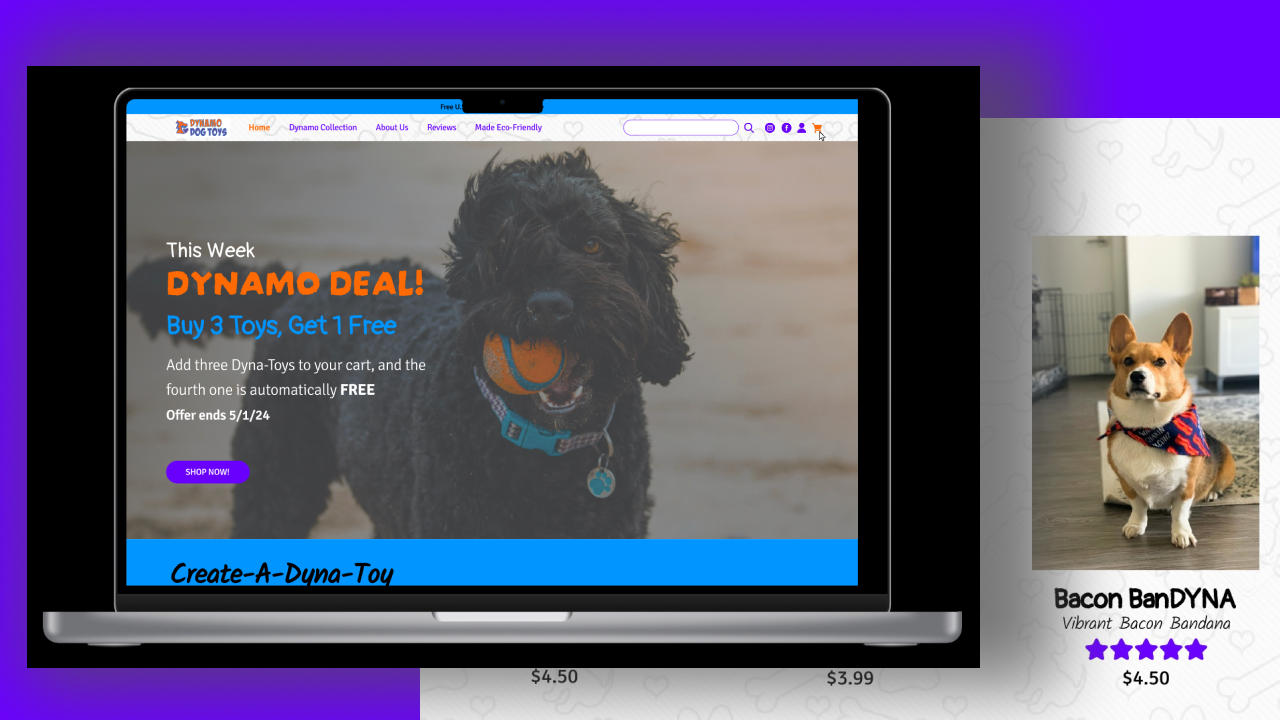 Free U
DYNAMO
DOG TOYS
Home
Dynamo Collection
About Us
Reviews
Made Eco-Friendly
This Week
DYNAMO DEAL!
Buy 3 Toys, Get 1 Free
Add three Dyna-Toys to your cart, and the
fourth one is automatically FREE
Offer ends 5/1/24
SHOP NOW!
Create-A-Dyna-Toy
Bacon BanDYNA
Vibrant Bacon Bandana
$4.50
$3.99
$4.50